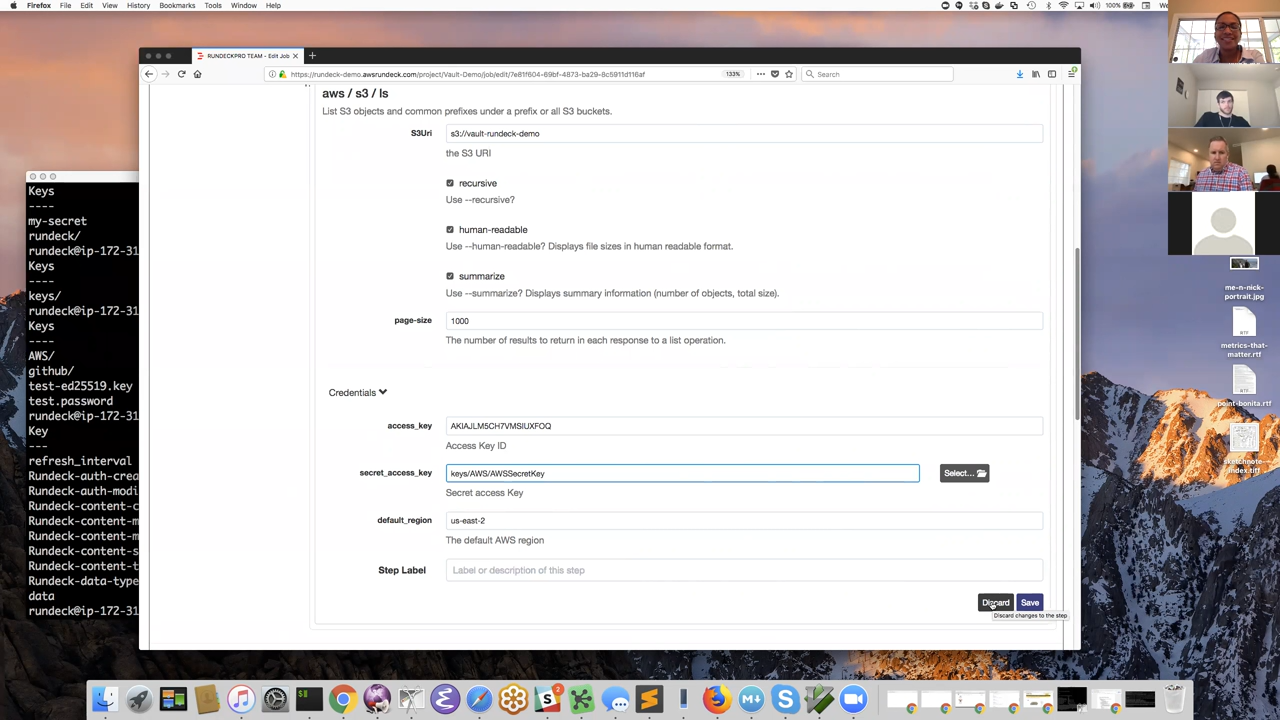 Firefox File Edit View History Bookmarks Tools Window Help
100%
We
RUNDECKPRO TEAM - Edit Job
https://rundeck-demo.awsrundeck.com/project/Vault-Demo/job/edit/7e81f604-69bf-4873-ba29-8c5911d116af
133%
Search
aws / s3 / ls
List S3 objects and common prefixes under a prefix or all S3 buckets.
S3Uri
s3://vault-rundeck-demo
the S3 URI
recursive
Use --recursive?
human-readable
Use --human-readable? Displays file sizes in human readable format.
summarize
Use --summarize? Displays summary information (number of objects, total size).
page-size
1000
The number of results to return in each response to a list operation.
Credentials
access_key
AKIAJLM5CH7VMSIUXFOQ
Access Key ID
secret_access_key
keys/AWS/AWSSecretKey
Select...
Secret access Key
default_region
us-east-2
The default AWS region
Step Label
Label or description of this step
Discard
Save
Discard changes to the step
Keys
----
my-secret
rundeck/
rundeck@ip-172-31
Keys
----
keys/
rundeck@ip-172-31
Keys
----
AWS/
github/
test-ed25519.key
test.password
rundeck@ip-172-31
Key
---
refresh_interval
Rundeck-auth-crea
Rundeck-auth-modi
Rundeck-content-c
Rundeck-content-m
Rundeck-content-m
Rundeck-content-s
Rundeck-content-t
Rundeck-data-type
data
rundeck@ip-172-31
me-n-nick-
portrait.jpg
metrics-that-
matter.rtf
point-bonita.rtf
sketchnote-
index.tiff